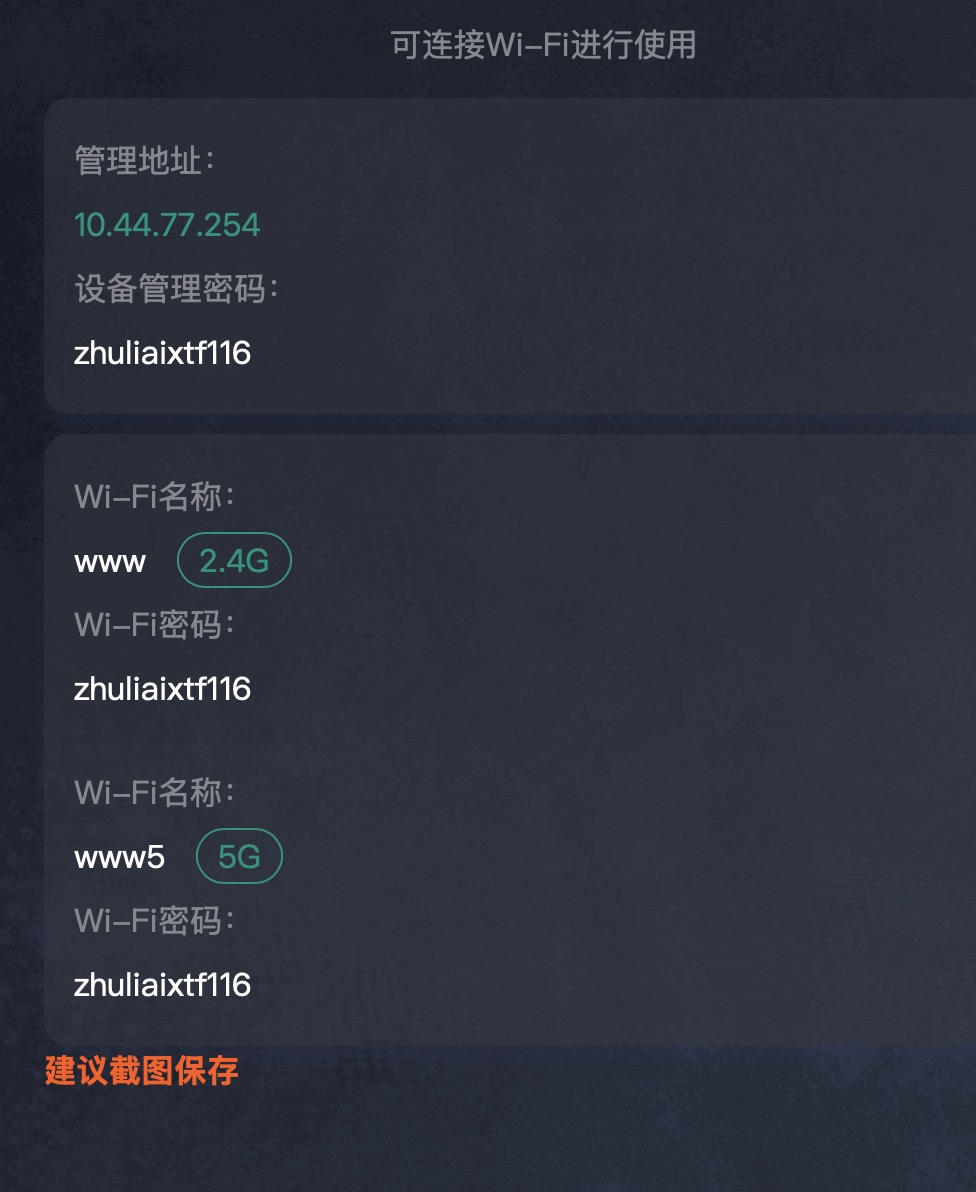 可连接Wi-Fi进行使用
管理地址：
10.44.77.254
设备管理密码：
zhuliaixtf116
Wi-Fi名称：
www 2.4G
Wi-Fi密码：
zhuliaixtf116
Wi-Fi名称：
www5 5G
Wi-Fi密码：
zhuliaixtf116
建议截图保存